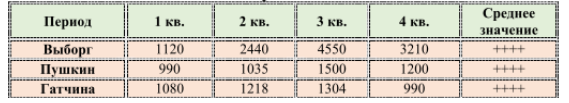 Период 1 кв. 2 кв. 3 кв. 4 кв. Среднее значение
Выборг 1120 2440 4550 3210 ++++
Пушкин 990 1035 1500 1200 ++++
Гатчина 1080 1218 1304 990 ++++